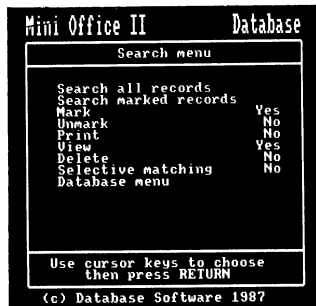 Mini Office II Database
Search menu
Search all records
Search marked records
Mark Yes
Unmark No
Print No
View Yes
Delete No
Selective matching No
Database menu
Use cursor keys to choose
then press RETURN
(c) Database Software 1987